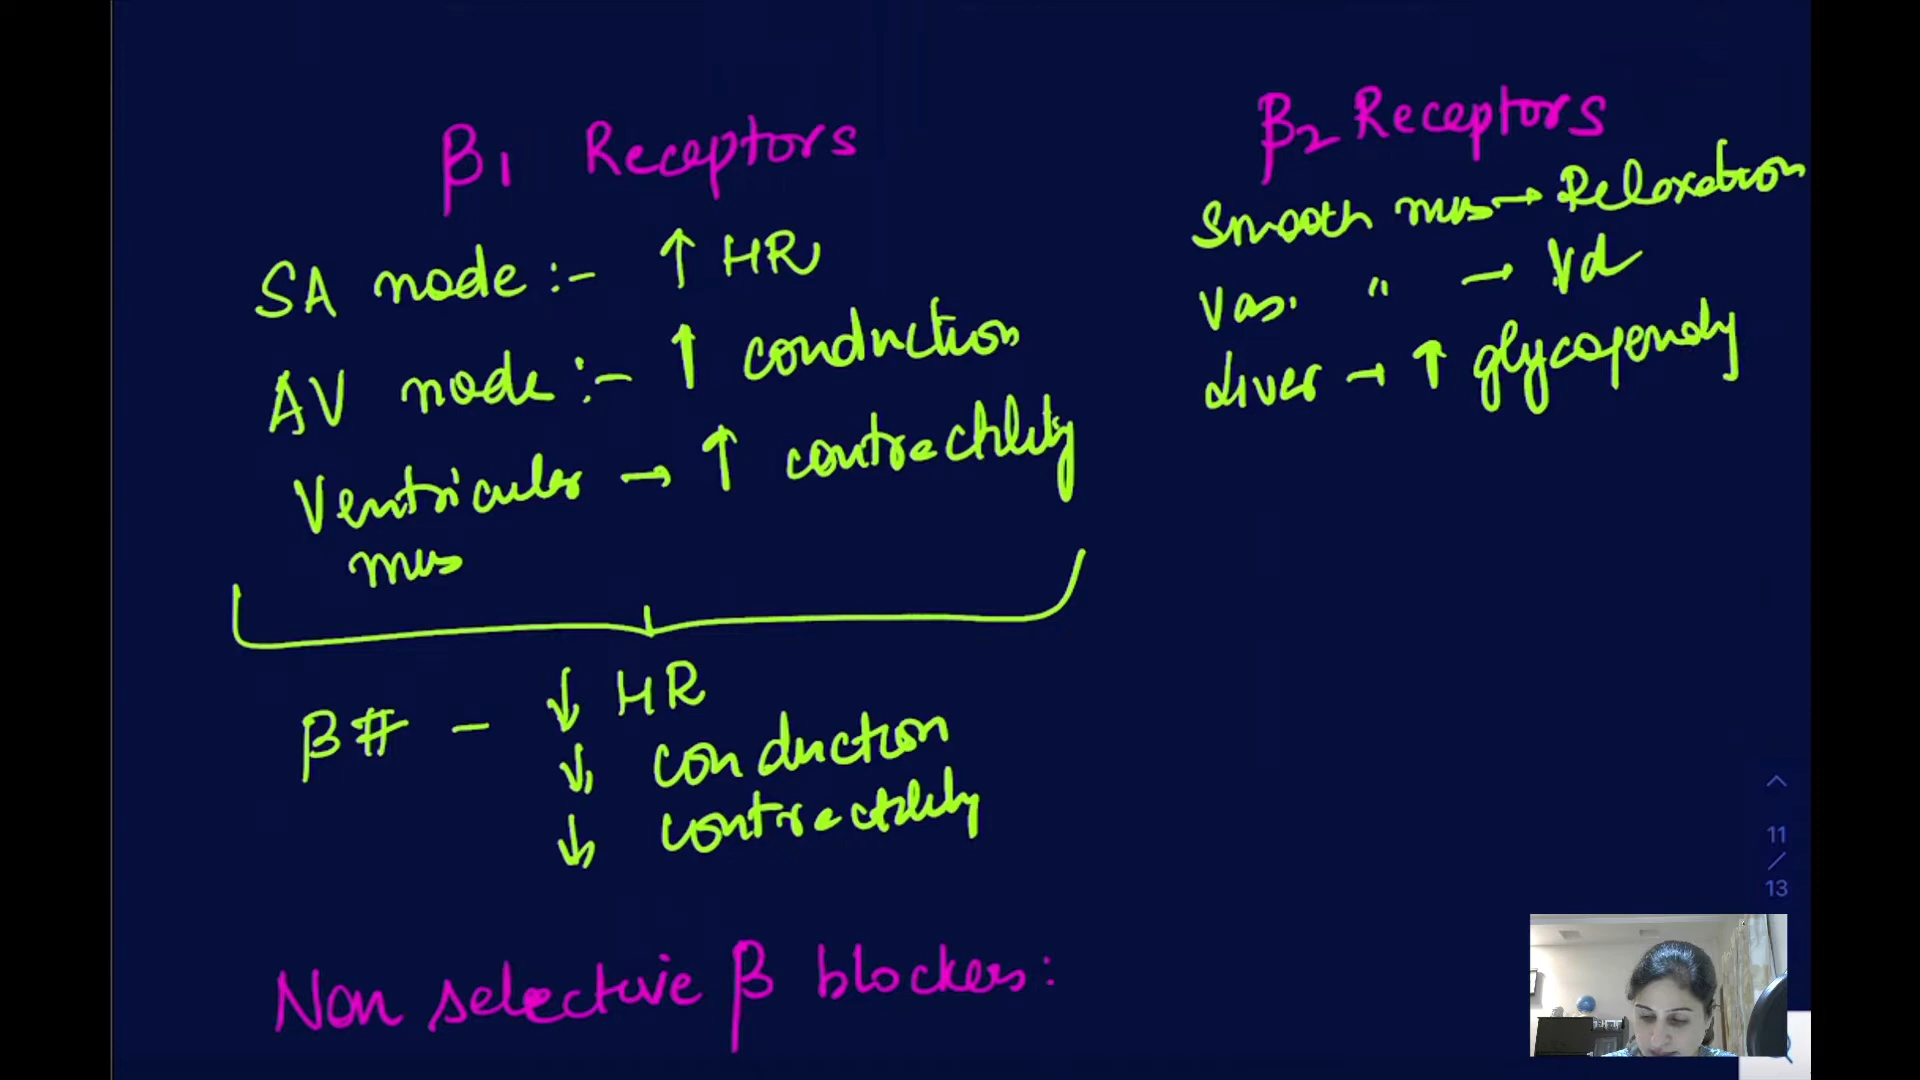 β1 Receptors
SA node :- ↑ HR
AV node :- ↑ conduction
Ventricular → ↑ contractility
mus
β# - ↓ HR
↓ conduction
↓ contractility
Non selective β blockers:
β2 Receptors
Smooth mus → Relaxation
Vas. " → Vd
Liver → ↑
11
/
13